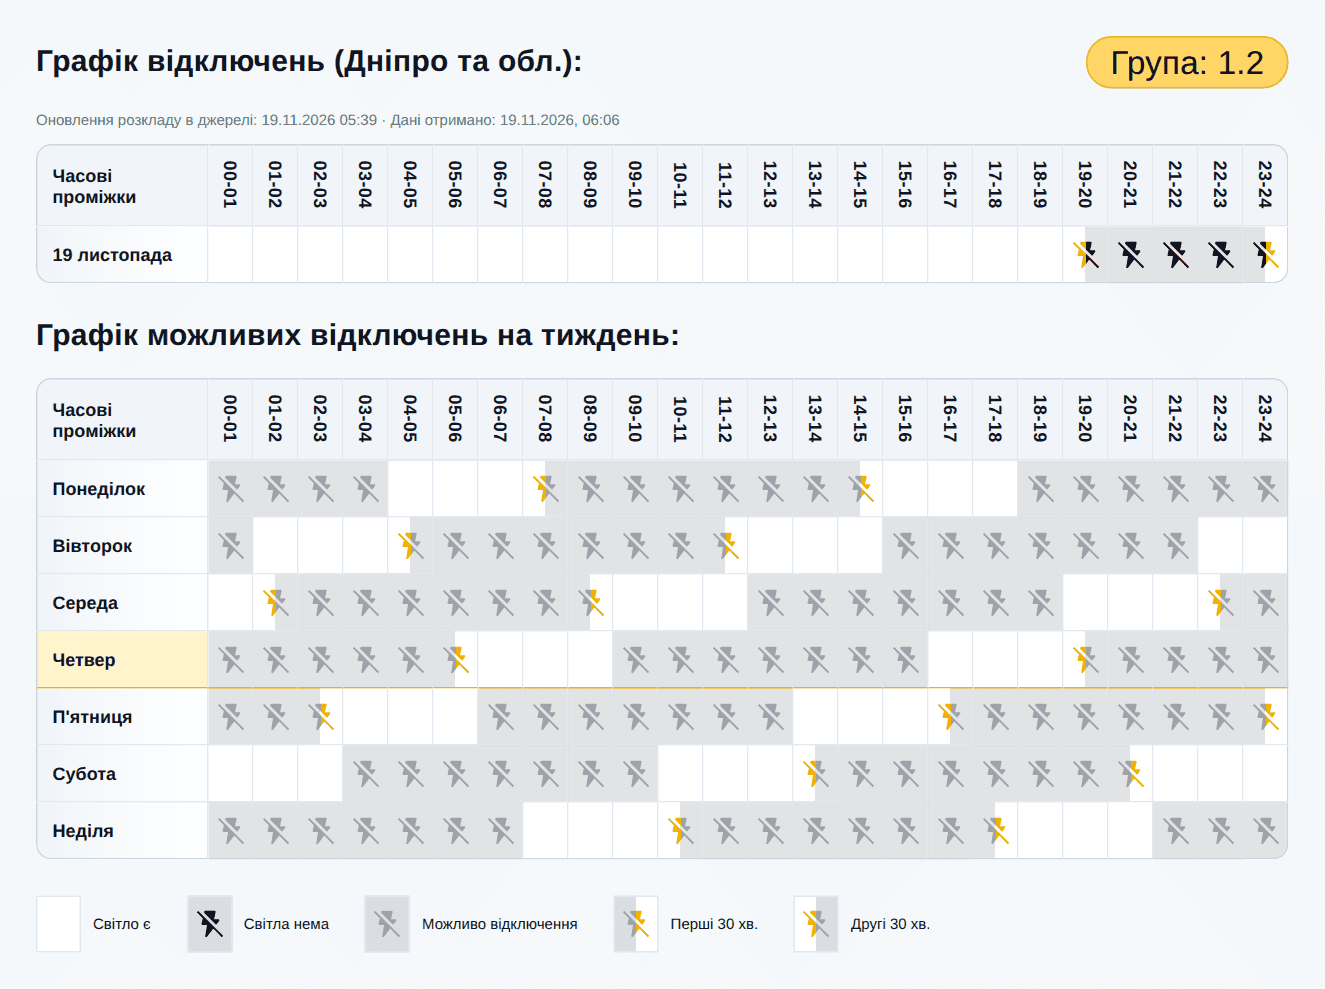 Графік відключень (Дніпро та обл.):
Група: 1.2
Оновлення розкладу в джерелі: 19.11.2026 05:39 · Дані отримано: 19.11.2026, 06:06
Часові
проміжки
00-01 01-02 02-03 03-04 04-05 05-06 06-07 07-08 08-09 09-10 10-11 11-12 12-13 13-14 14-15 15-16 16-17 17-18 18-19 19-20 20-21 21-22 22-23 23-24
19 листопада
Графік можливих відключень на тиждень:
Часові
проміжки
00-01 01-02 02-03 03-04 04-05 05-06 06-07 07-08 08-09 09-10 10-11 11-12 12-13 13-14 14-15 15-16 16-17 17-18 18-19 19-20 20-21 21-22 22-23 23-24
Понеділок
Вівторок
Середа
Четвер
П'ятниця
Субота
Неділя
Світло є Світла нема Можливо відключення Перші 30 хв. Другі 30 хв.